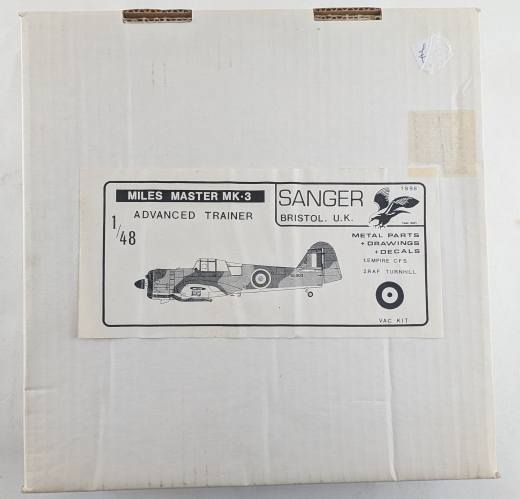 MILES MASTER MK·3
ADVANCED TRAINER
1/48
SANGER
BRISTOL. U.K.
METAL PARTS
+ DRAWINGS
+ DECALS
1.EMPIRE CFS
2.RAF TURNHILL
VAC KIT